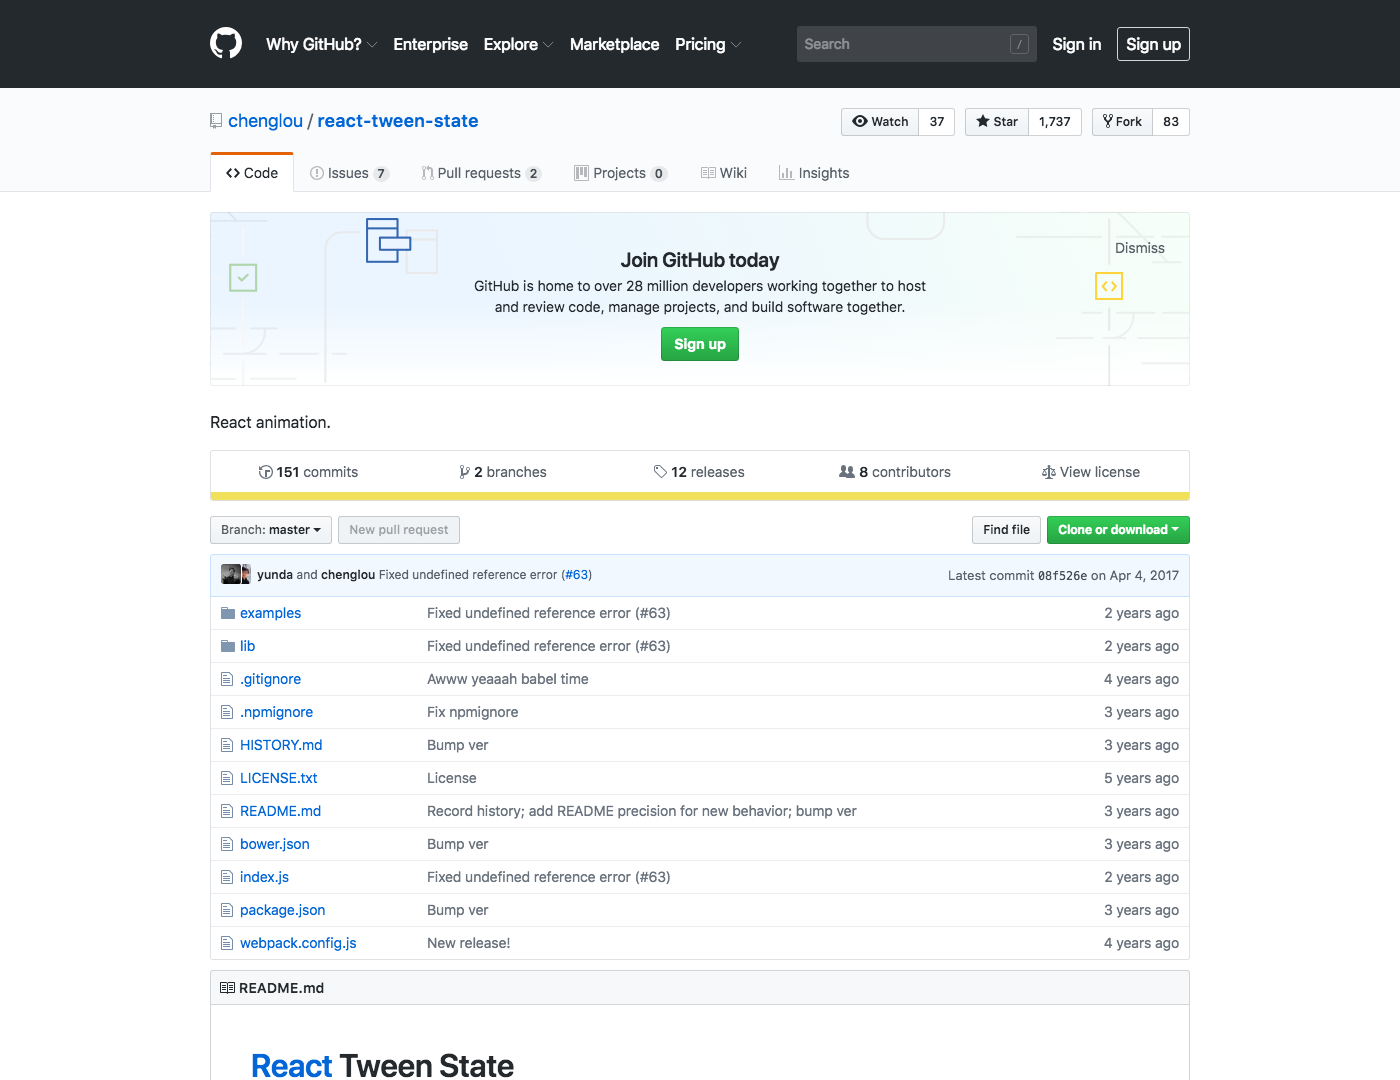 Why GitHub? Enterprise Explore Marketplace Pricing Search / Sign in Sign up
chenglou / react-tween-state Watch 37 Star 1,737 Fork 83
Code Issues 7 Pull requests 2 Projects 0 Wiki Insights
Dismiss
Join GitHub today
GitHub is home to over 28 million developers working together to host
and review code, manage projects, and build software together.
Sign up
React animation.
151 commits 2 branches 12 releases 8 contributors View license
Branch: master New pull request Find file Clone or download
yunda and chenglou Fixed undefined reference error (#63) Latest commit 08f526e on Apr 4, 2017
examples Fixed undefined reference error (#63) 2 years ago
lib Fixed undefined reference error (#63) 2 years ago
.gitignore Awww yeaaah babel time 4 years ago
.npmignore Fix npmignore 3 years ago
HISTORY.md Bump ver 3 years ago
LICENSE.txt License 5 years ago
README.md Record history; add README precision for new behavior; bump ver 3 years ago
bower.json Bump ver 3 years ago
index.js Fixed undefined reference error (#63) 2 years ago
package.json Bump ver 3 years ago
webpack.config.js New release! 4 years ago
README.md
React Tween State